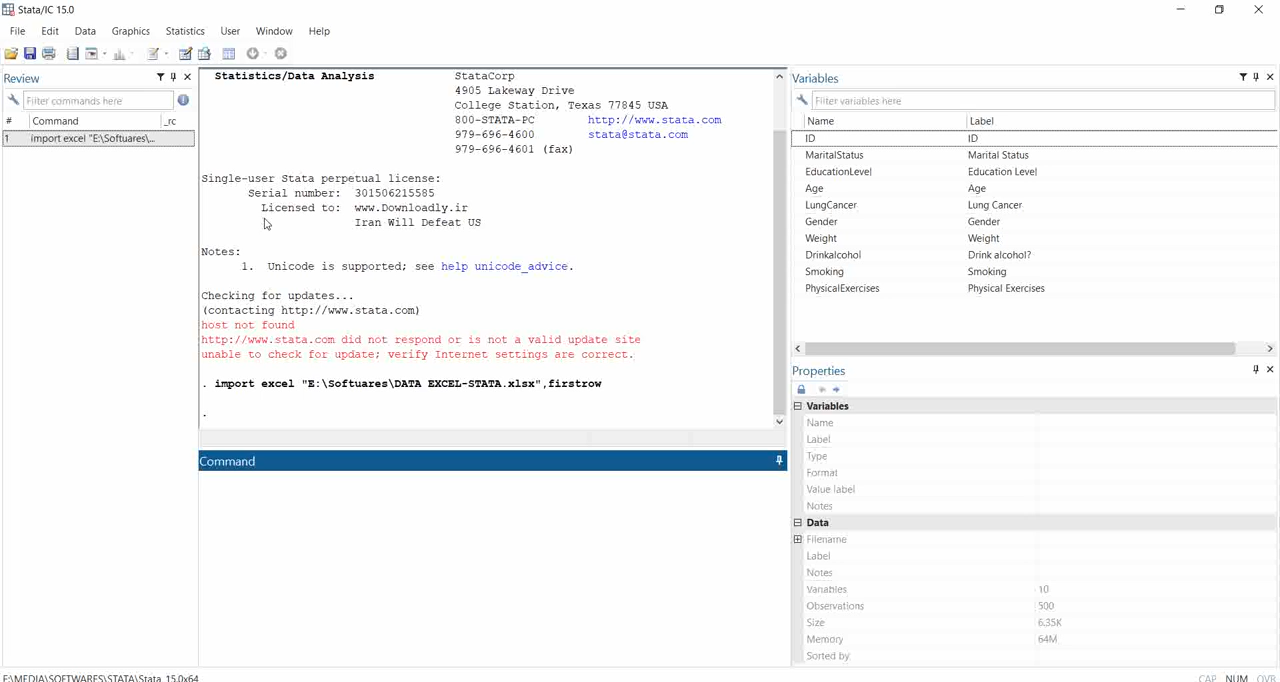 Stata/IC 15.0
File Edit Data Graphics Statistics User Window Help
Review
Filter commands here
# Command _rc
1 import excel "E:\Softuares\...
Statistics/Data Analysis StataCorp
4905 Lakeway Drive
College Station, Texas 77845 USA
800-STATA-PC http://www.stata.com
979-696-4600 stata@stata.com
979-696-4601 (fax)
Single-user Stata perpetual license:
Serial number: 301506215585
Licensed to: www.Downloadly.ir
Iran Will Defeat US
Notes:
1. Unicode is supported; see help unicode_advice.
Checking for updates...
(contacting http://www.stata.com)
host not found
http://www.stata.com did not respond or is not a valid update site
unable to check for update; verify Internet settings are correct.
. import excel "E:\Softuares\DATA EXCEL-STATA.xlsx",firstrow
.
Command
Variables
Filter variables here
Name Label
ID ID
MaritalStatus Marital Status
EducationLevel Education Level
Age Age
LungCancer Lung Cancer
Gender Gender
Weight Weight
Drinkalcohol Drink alcohol?
Smoking Smoking
PhysicalExercises Physical Exercises
Properties
Variables
Name
Label
Type
Format
Value label
Notes
Data
Filename
Label
Notes
Variables 10
Observations 500
Size 6.35K
Memory 64M
Sorted by
E:\MEDIA\SOFTWARES\STATA\Stata_15.0x64
CAP NUM OVR